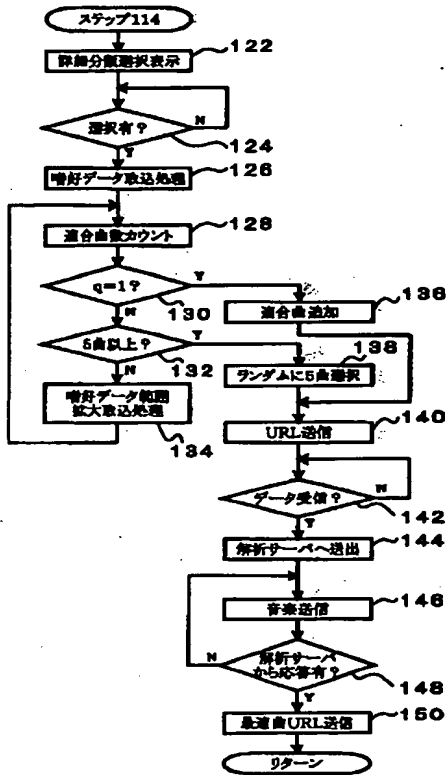 ステップ114
詳細分類選択表示
122
選択有？
N
124
Y
嗜好データ取込処理
126
適合曲数カウント
128
q=1？
Y
130
N
適合曲追加
136
5曲以上？
Y
132
N
ランダムに5曲選択
138
嗜好データ範囲
拡大取込処理
134
URL送信
140
データ受信？
N
142
Y
解析サーバへ送出
144
音楽送信
146
解析サーバ
から応答有？
N
148
Y
最適曲URL送信
150
リターン